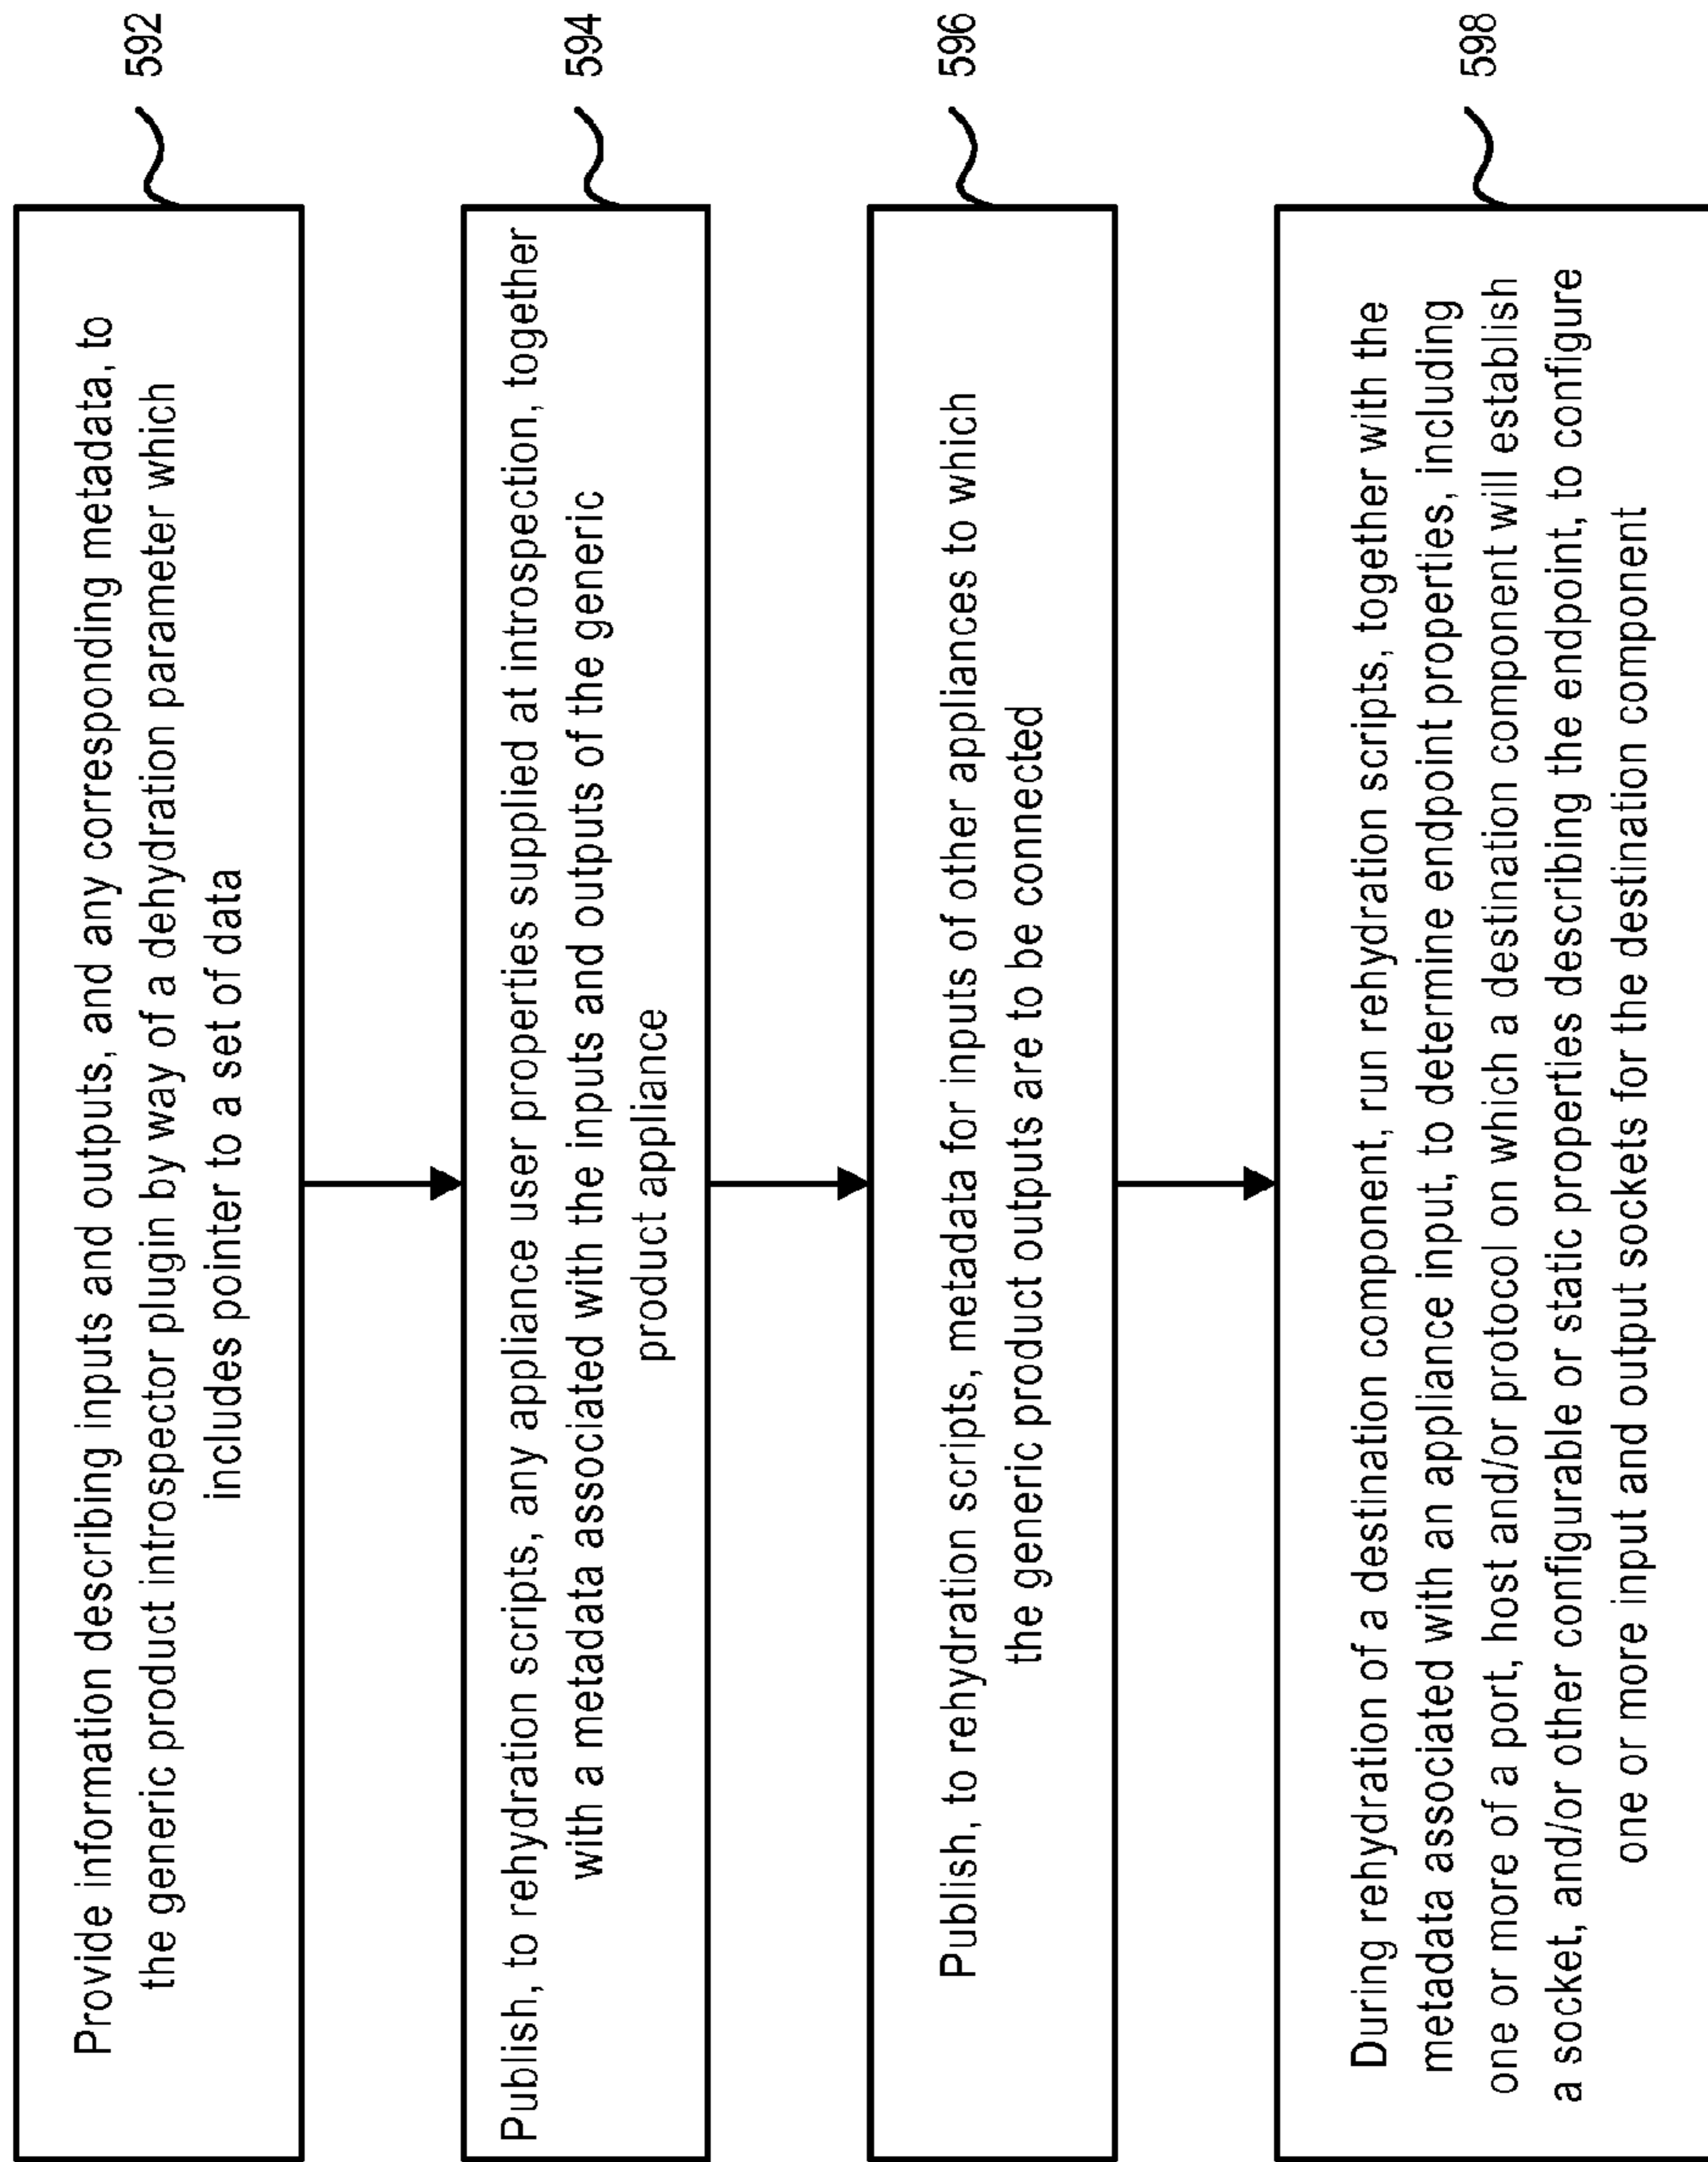 Provide information describing inputs and outputs, and any corresponding metadata, to
the generic product introspector plugin by way of a dehydration parameter which
includes pointer to a set of data
592
Publish, to rehydration scripts, any appliance user properties supplied at introspection, together
with a metadata associated with the inputs and outputs of the generic
product appliance
594
Publish, to rehydration scripts, metadata for inputs of other appliances to which
the generic product outputs are to be connected
596
During rehydration of a destination component, run rehydration scripts, together with the
metadata associated with an appliance input, to determine endpoint properties, including
one or more of a port, host and/or protocol on which a destination component will establish
a socket, and/or other configurable or static properties describing the endpoint, to configure
one or more input and output sockets for the destination component
598